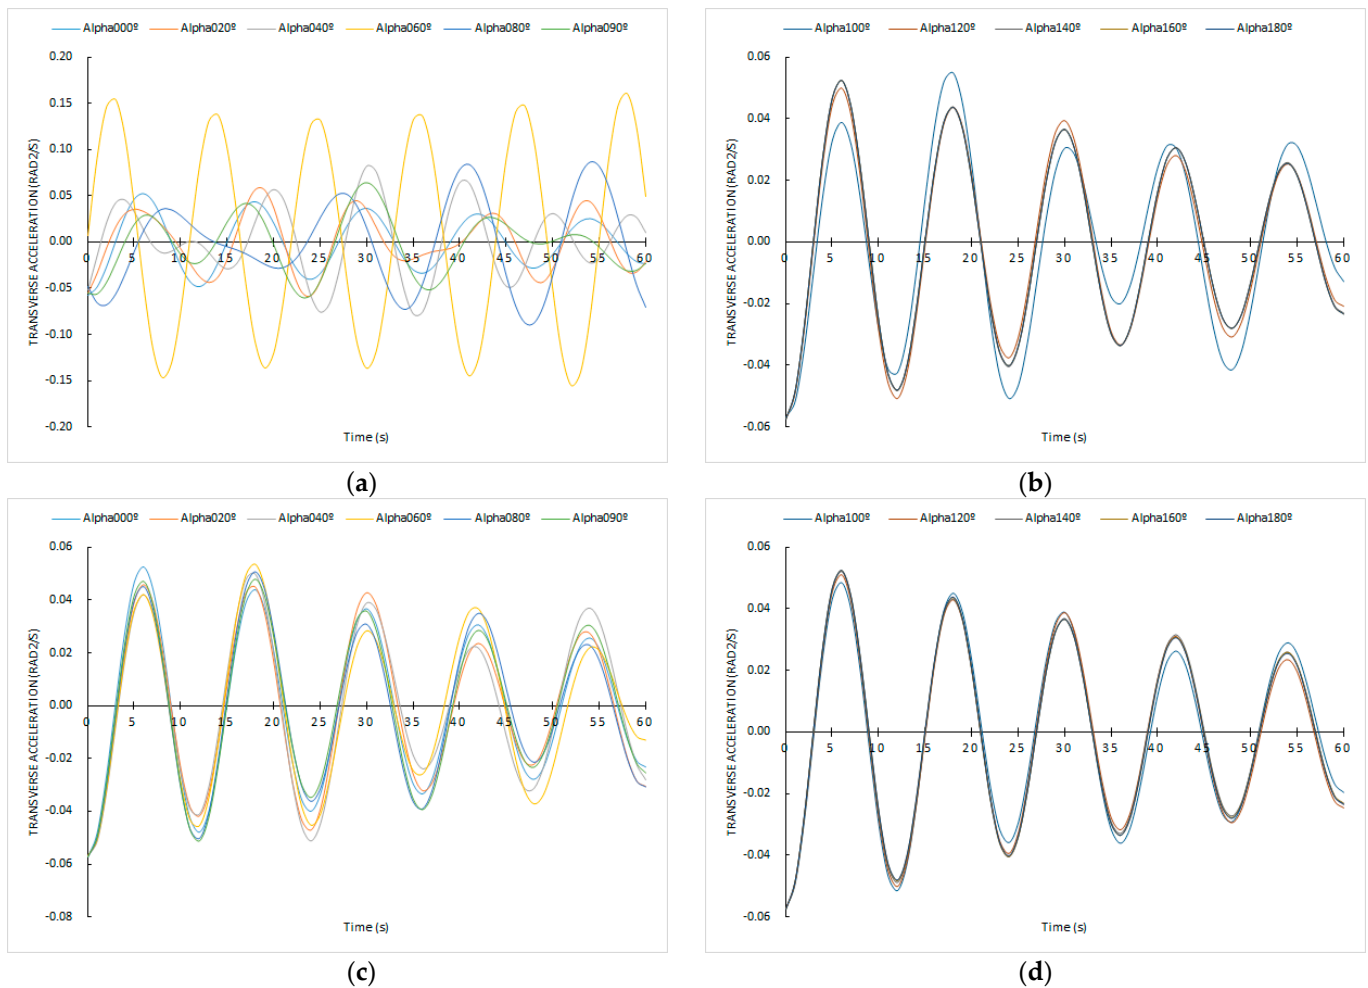 Alpha000º Alpha020º Alpha040º Alpha060º Alpha080º Alpha090º
TRANSVERSE ACCELERATION (RAD2/S)
0.20
0.15
0.10
0.05
0.00
-0.05
-0.10
-0.15
-0.20
0 5 10 15 20 25 30 35 40 45 50 55 60
Time (s)
(a)
Alpha100º Alpha120º Alpha140º Alpha160º Alpha180º
TRANSVERSE ACCELERATION (RAD2/S)
0.06
0.04
0.02
0.00
-0.02
-0.04
-0.06
0 5 10 15 20 25 30 35 40 45 50 55 60
Time (s)
(b)
Alpha000º Alpha020º Alpha040º Alpha060º Alpha080º Alpha090º
TRANSVERSE ACCELERATION (RAD2/S)
0.06
0.04
0.02
0.00
-0.02
-0.04
-0.06
-0.08
0 5 10 15 20 25 30 35 40 45 50 55 60
Time (s)
(c)
Alpha100º Alpha120º Alpha140º Alpha160º Alpha180º
TRANSVERSE ACCELERATION (RAD2/S)
0.06
0.04
0.02
0.00
-0.02
-0.04
-0.06
0 5 10 15 20 25 30 35 40 45 50 55 60
Time (s)
(d)